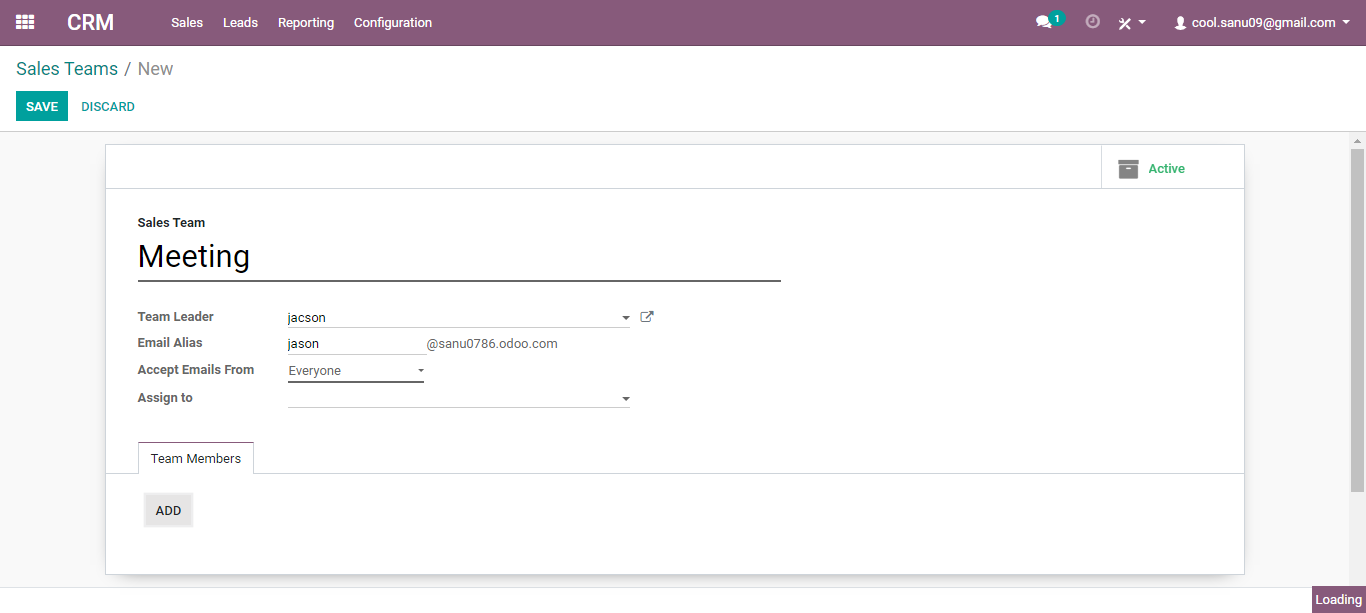 CRM Sales Leads Reporting Configuration 1 cool.sanu09@gmail.com
Sales Teams / New
SAVE DISCARD
Active
Sales Team
Meeting
Team Leader jacson
Email Alias jason @sanu0786.odoo.com
Accept Emails From Everyone
Assign to
Team Members
ADD
Loading